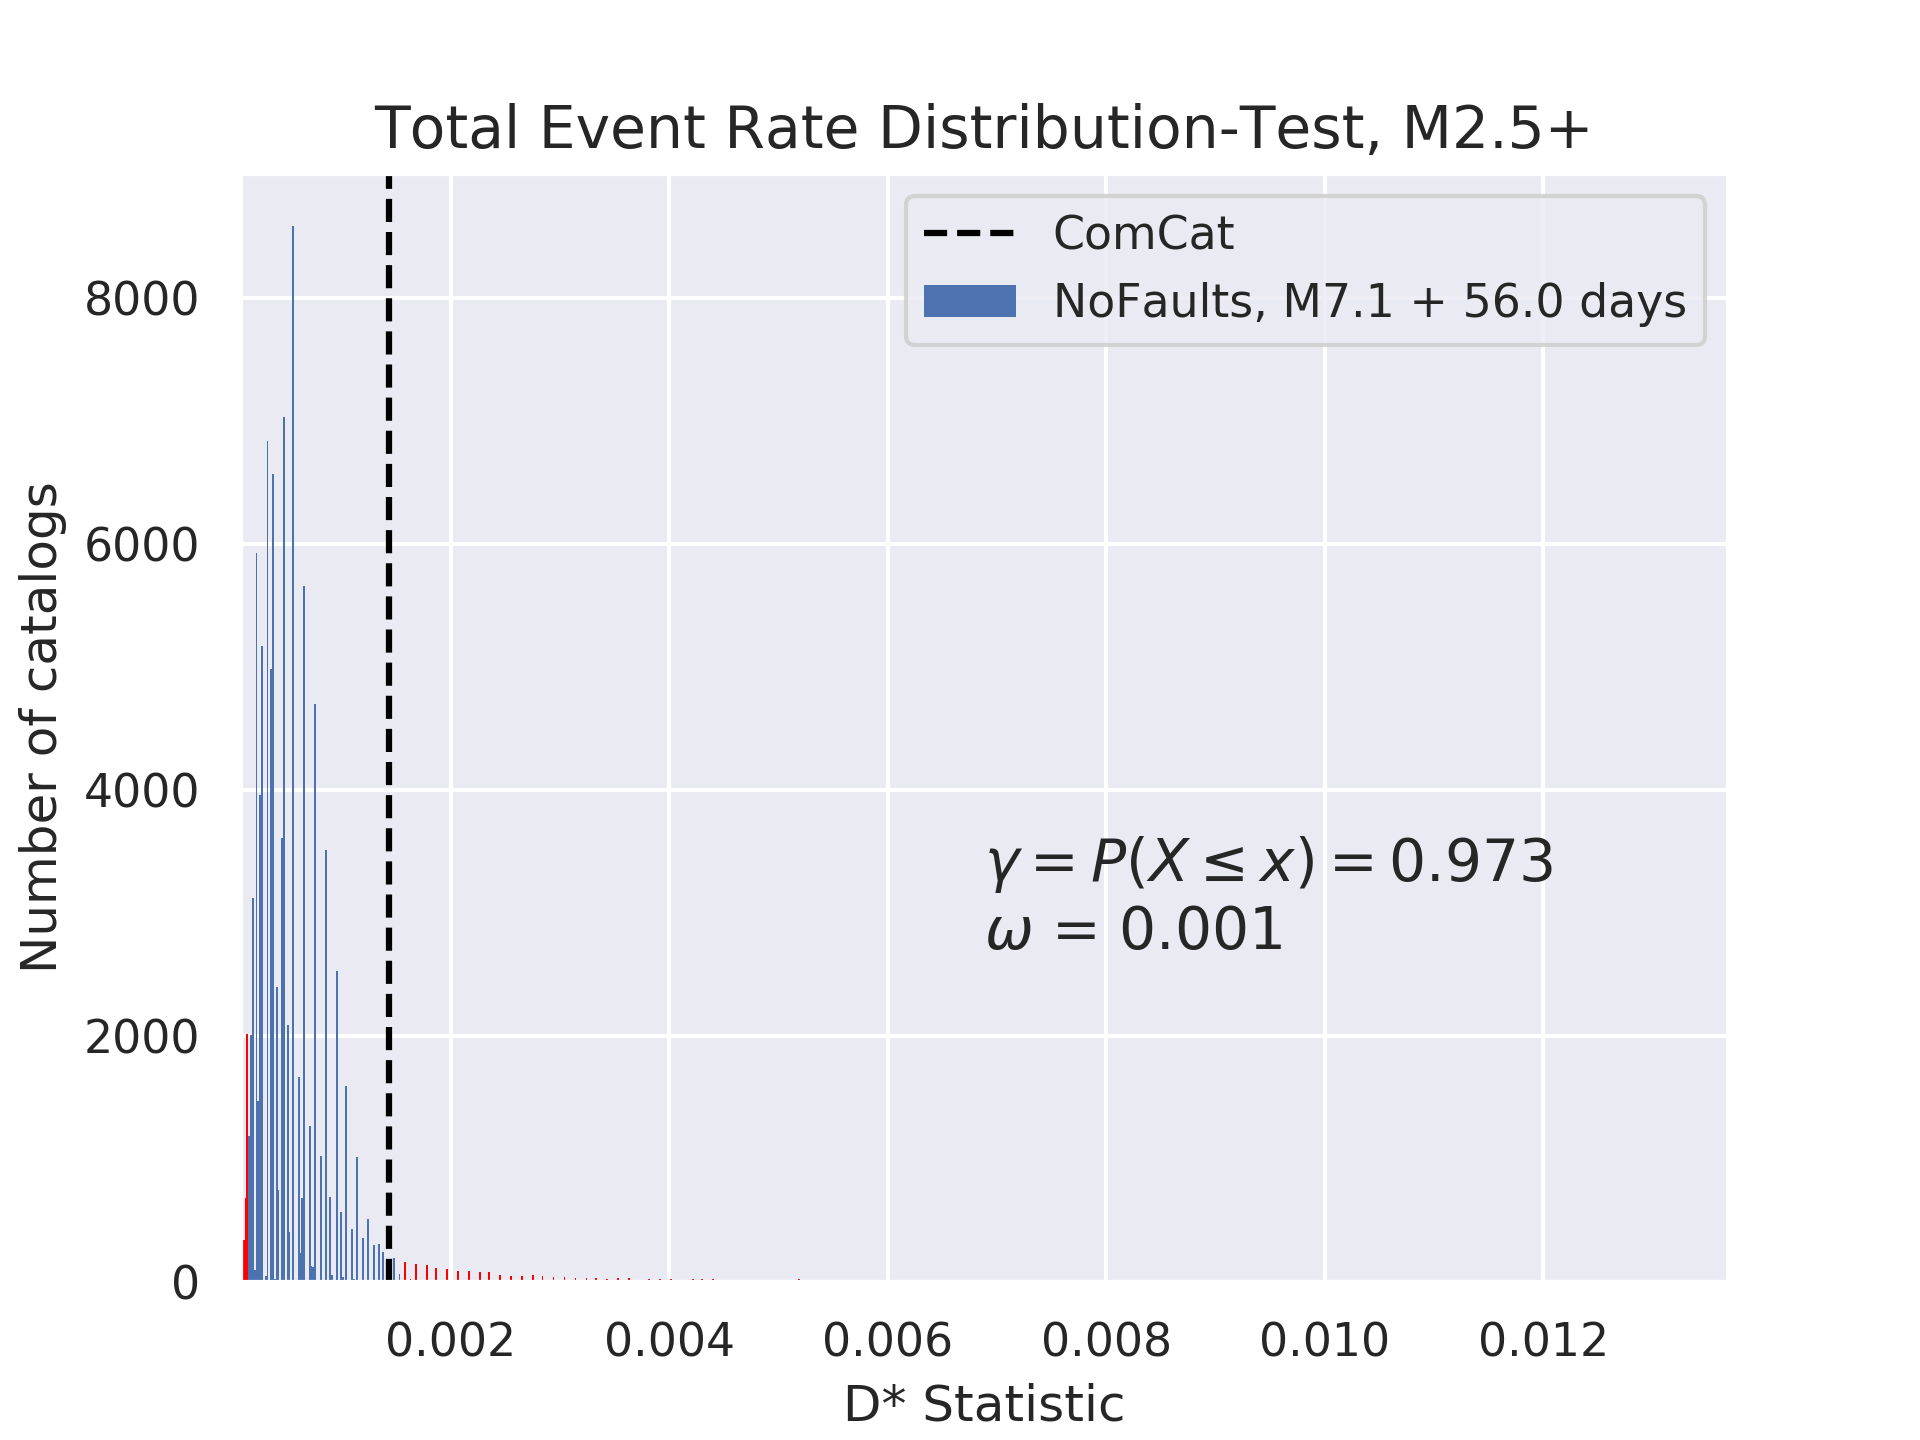 Total Event Rate Distribution-Test, M2.5+
ComCat
NoFaults, M7.1 + 56.0 days
8000
6000
4000
2000
0
Number of catalogs
γ = P(X ≤ x) = 0.973
ω = 0.001
0.002 0.004 0.006 0.008 0.010 0.012
D* Statistic